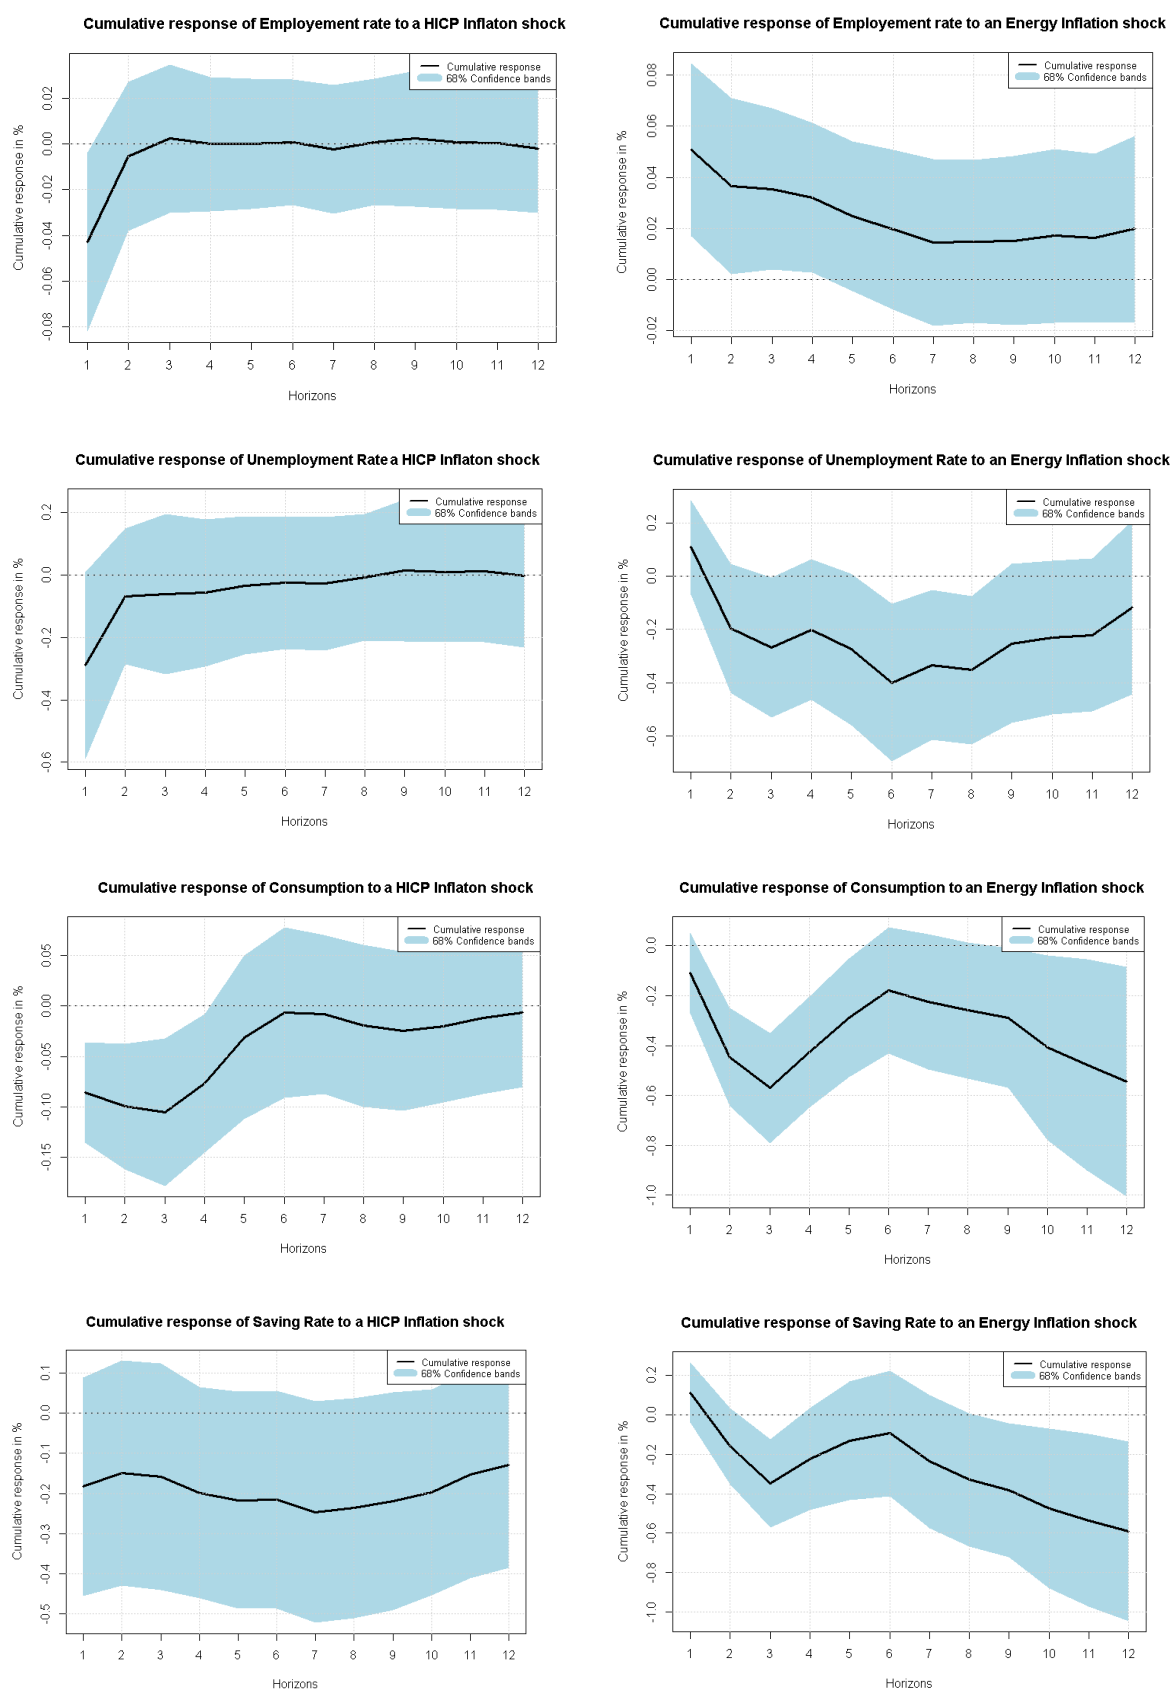 Cumulative response of Employement rate to a HICP Inflaton shock
Cumulative response
68% Confidence bands
Cumulative response in %
0.02
0.00
-0.02
-0.04
-0.06
-0.08
1 2 3 4 5 6 7 8 9 10 11 12
Horizons
Cumulative response of Employement rate to an Energy Inflation shock
Cumulative response
68% Confidence bands
Cumulative response in %
0.08
0.06
0.04
0.02
0.00
-0.02
1 2 3 4 5 6 7 8 9 10 11 12
Horizons
Cumulative response of Unemployment Rate a HICP Inflaton shock
Cumulative response
68% Confidence bands
Cumulative response in %
0.2
0.0
-0.2
-0.4
-0.6
1 2 3 4 5 6 7 8 9 10 11 12
Horizons
Cumulative response of Unemployment Rate to an Energy Inflation shock
Cumulative response
68% Confidence bands
Cumulative response in %
0.2
0.0
-0.2
-0.4
-0.6
1 2 3 4 5 6 7 8 9 10 11 12
Horizons
Cumulative response of Consumption to a HICP Inflaton shock
Cumulative response
68% Confidence bands
Cumulative response in %
0.05
0.00
-0.05
-0.10
-0.15
1 2 3 4 5 6 7 8 9 10 11 12
Horizons
Cumulative response of Consumption to an Energy Inflation shock
Cumulative response
68% Confidence bands
Cumulative response in %
0.0
-0.2
-0.4
-0.6
-0.8
-1.0
1 2 3 4 5 6 7 8 9 10 11 12
Horizons
Cumulative response of Saving Rate to a HICP Inflation shock
Cumulative response
68% Confidence bands
Cumulative response in %
0.1
0.0
-0.1
-0.2
-0.3
-0.4
-0.5
1 2 3 4 5 6 7 8 9 10 11 12
Horizons
Cumulative response of Saving Rate to an Energy Inflation shock
Cumulative response
68% Confidence bands
Cumulative response in %
0.2
0.0
-0.2
-0.4
-0.6
-0.8
-1.0
1 2 3 4 5 6 7 8 9 10 11 12
Horizons